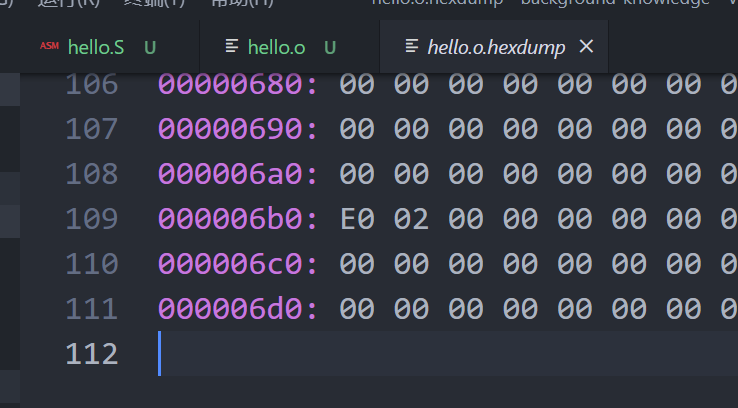 运行(R) 终端(T) 帮助(H) hello.o.hexdump - background-knowledge - V
ASM hello.S U hello.o U hello.o.hexdump ×
106 00000680: 00 00 00 00 00 00 00 0
107 00000690: 00 00 00 00 00 00 00 0
108 000006a0: 00 00 00 00 00 00 00 0
109 000006b0: E0 02 00 00 00 00 00 0
110 000006c0: 00 00 00 00 00 00 00 0
111 000006d0: 00 00 00 00 00 00 00 0
112